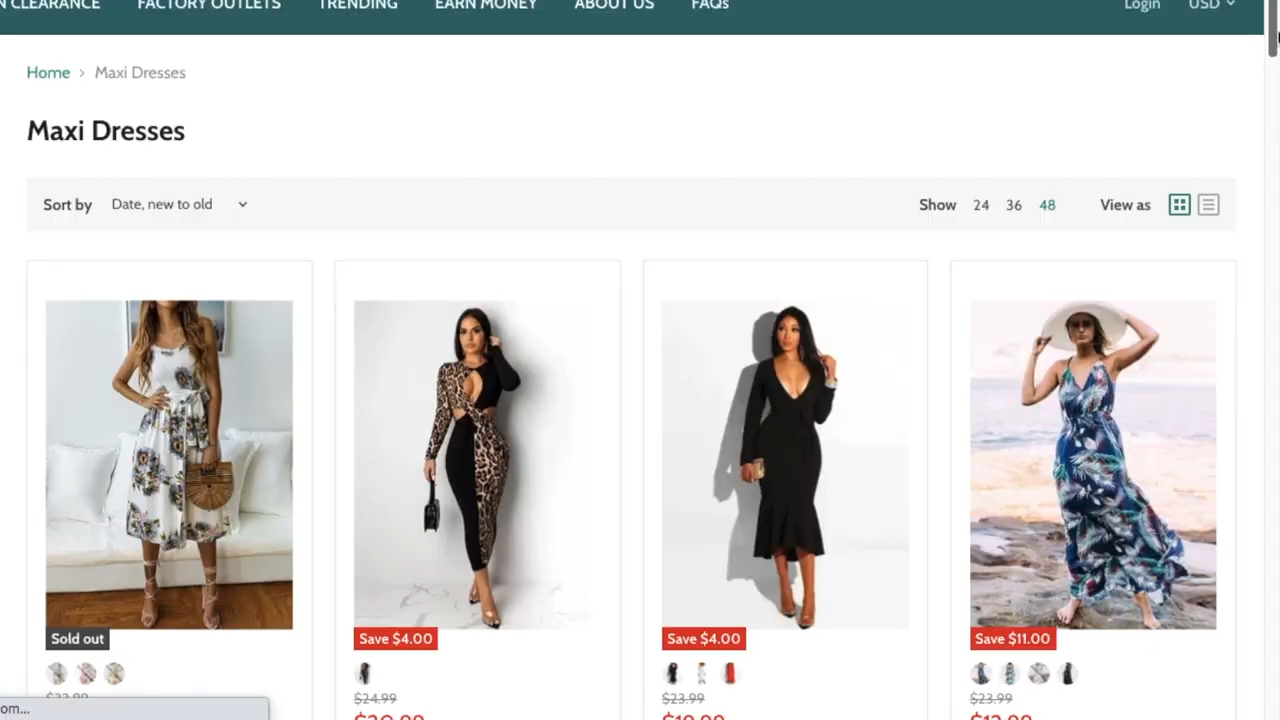 N CLEARANCE FACTORY OUTLETS TRENDING EARN MONEY ABOUT US FAQs Login USD
Home > Maxi Dresses
Maxi Dresses
Sort by Date, new to old Show 24 36 48 View as
Sold out Save $4.00 Save $4.00 Save $11.00
$24.99 $23.99 $23.99
om...